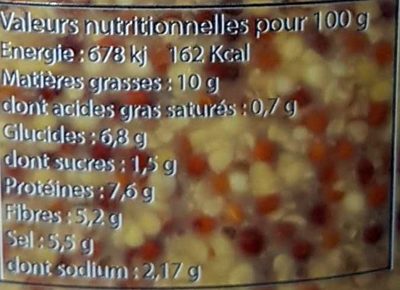 Valeurs nutritionnelles pour 100 g
Energie : 678 kj 162 Kcal
Matières grasses : 10 g
dont acides gras saturés : 0,7 g
Glucides : 6,8 g
dont sucres : 1,5 g
Protéines : 7,6 g
Fibres : 5,2 g
Sel : 5,5 g
dont sodium : 2,17 g